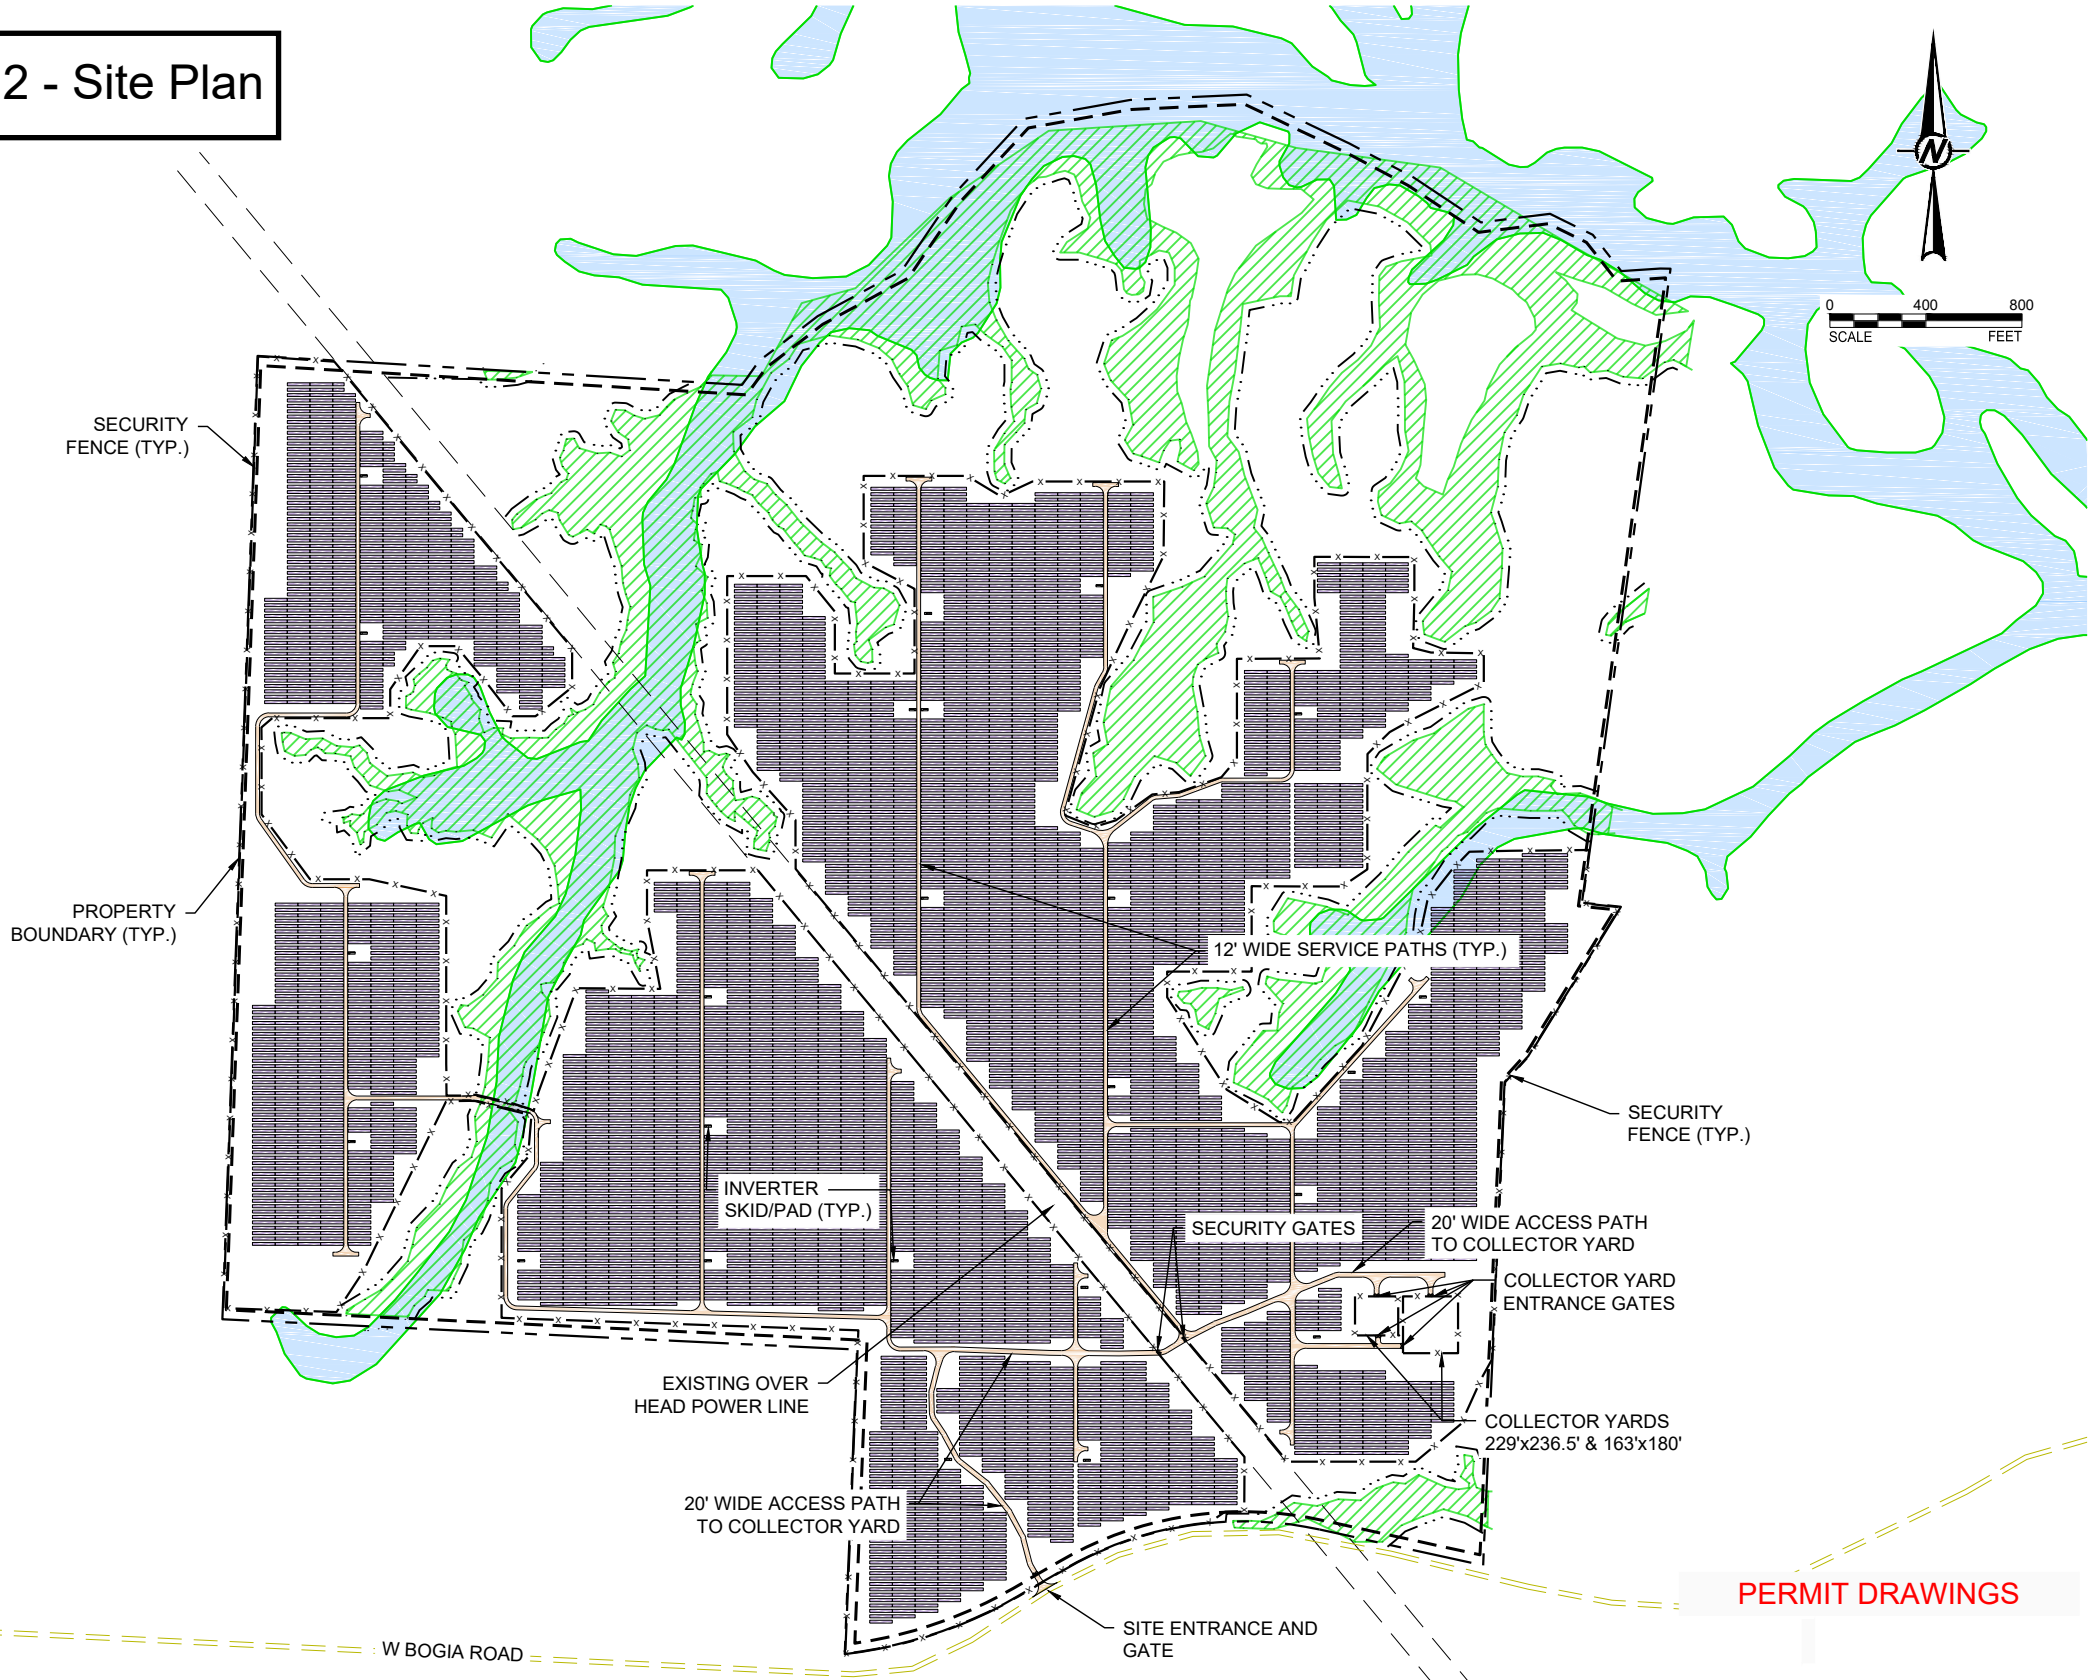 2 - Site Plan
N
0 400 800
SCALE FEET
SECURITY
FENCE (TYP.)
PROPERTY
BOUNDARY (TYP.)
12' WIDE SERVICE PATHS (TYP.)
SECURITY
FENCE (TYP.)
INVERTER
SKID/PAD (TYP.)
SECURITY GATES
20' WIDE ACCESS PATH
TO COLLECTOR YARD
COLLECTOR YARD
ENTRANCE GATES
EXISTING OVER
HEAD POWER LINE
COLLECTOR YARDS
229'x236.5' & 163'x180'
20' WIDE ACCESS PATH
TO COLLECTOR YARD
PERMIT DRAWINGS
SITE ENTRANCE AND
GATE
W BOGIA ROAD